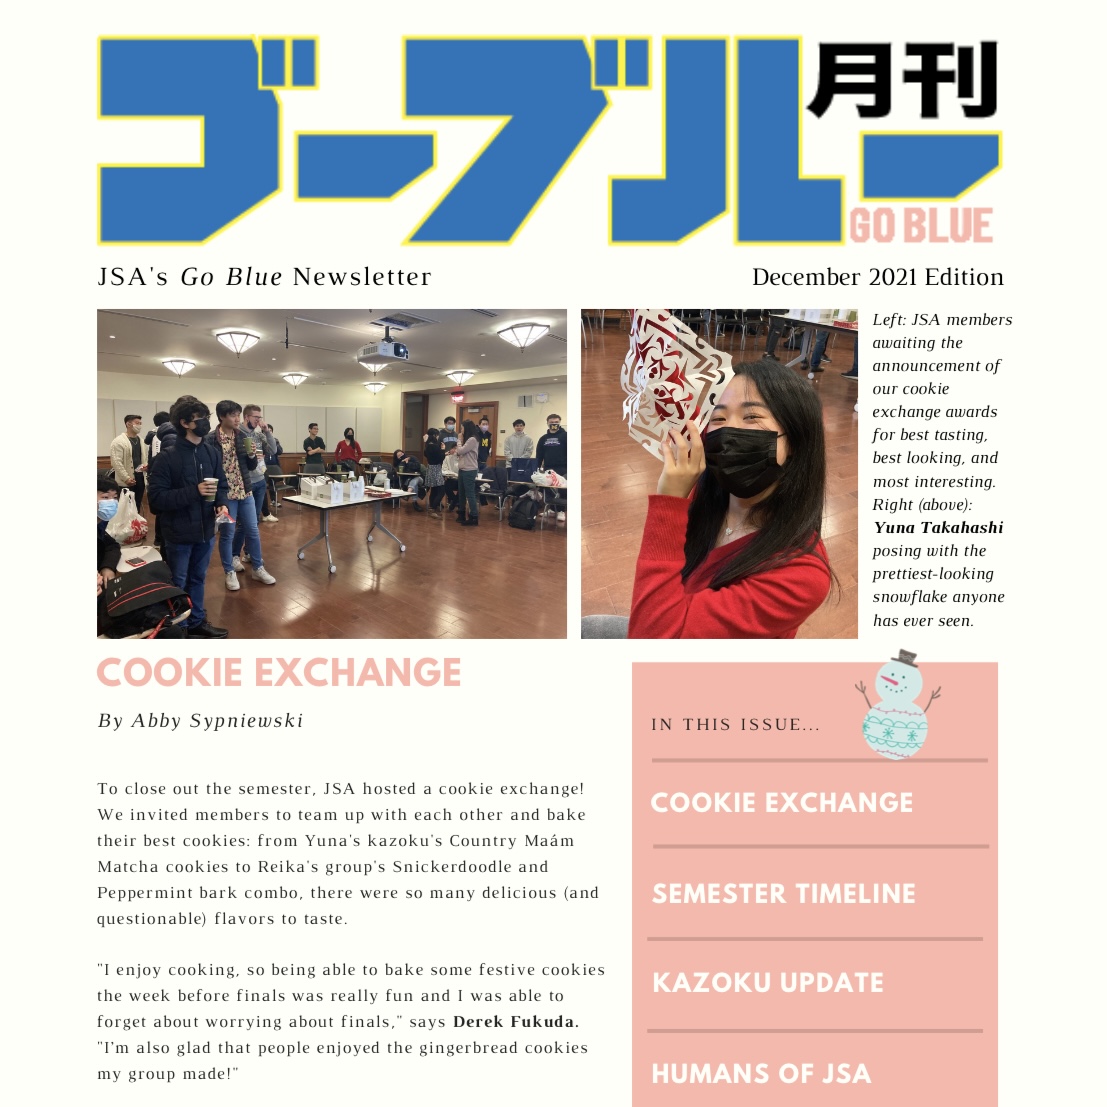 ゴーブルー
月刊
GO BLUE
JSA's Go Blue Newsletter
December 2021 Edition
Left: JSA members
awaiting the
announcement of
our cookie
exchange awards
for best tasting,
best looking, and
most interesting.
Right (above):
Yuna Takahashi
posing with the
prettiest-looking
snowflake anyone
has ever seen.
COOKIE EXCHANGE
By Abby Sypniewski
To close out the semester, JSA hosted a cookie exchange!
We invited members to team up with each other and bake
their best cookies: from Yuna's kazoku's Country Maám
Matcha cookies to Reika's group's Snickerdoodle and
Peppermint bark combo, there were so many delicious (and
questionable) flavors to taste.
"I enjoy cooking, so being able to bake some festive cookies
the week before finals was really fun and I was able to
forget about worrying about finals," says Derek Fukuda.
"I'm also glad that people enjoyed the gingerbread cookies
my group made!"
IN THIS ISSUE...
COOKIE EXCHANGE
SEMESTER TIMELINE
KAZOKU UPDATE
HUMANS OF JSA